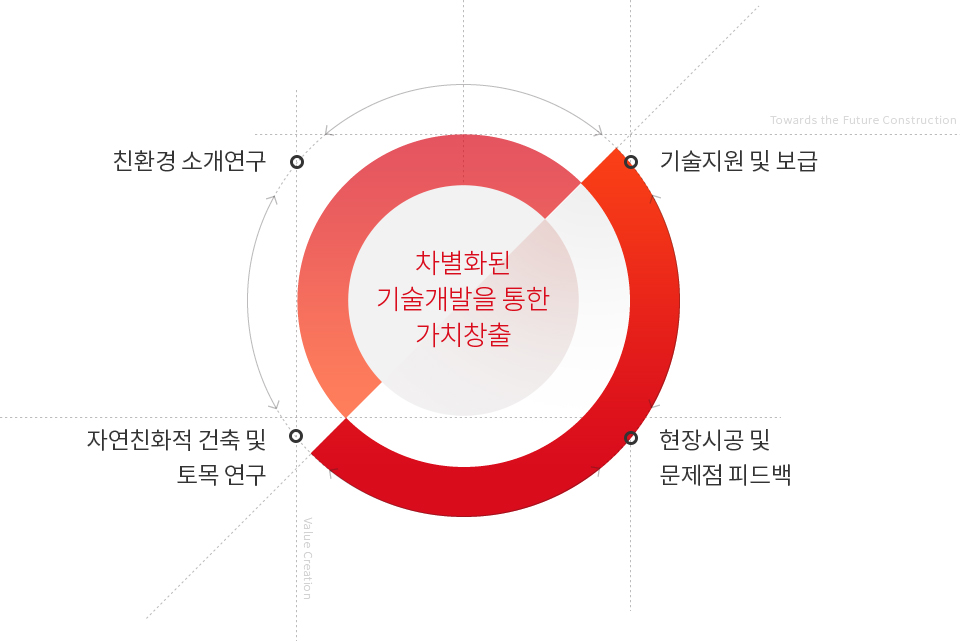 Towards the Future Construction
친환경 소개연구
기술지원 및 보급
차별화된
기술개발을 통한
가치창출
자연친화적 건축 및
토목 연구
현장시공 및
문제점 피드백
Value Creation